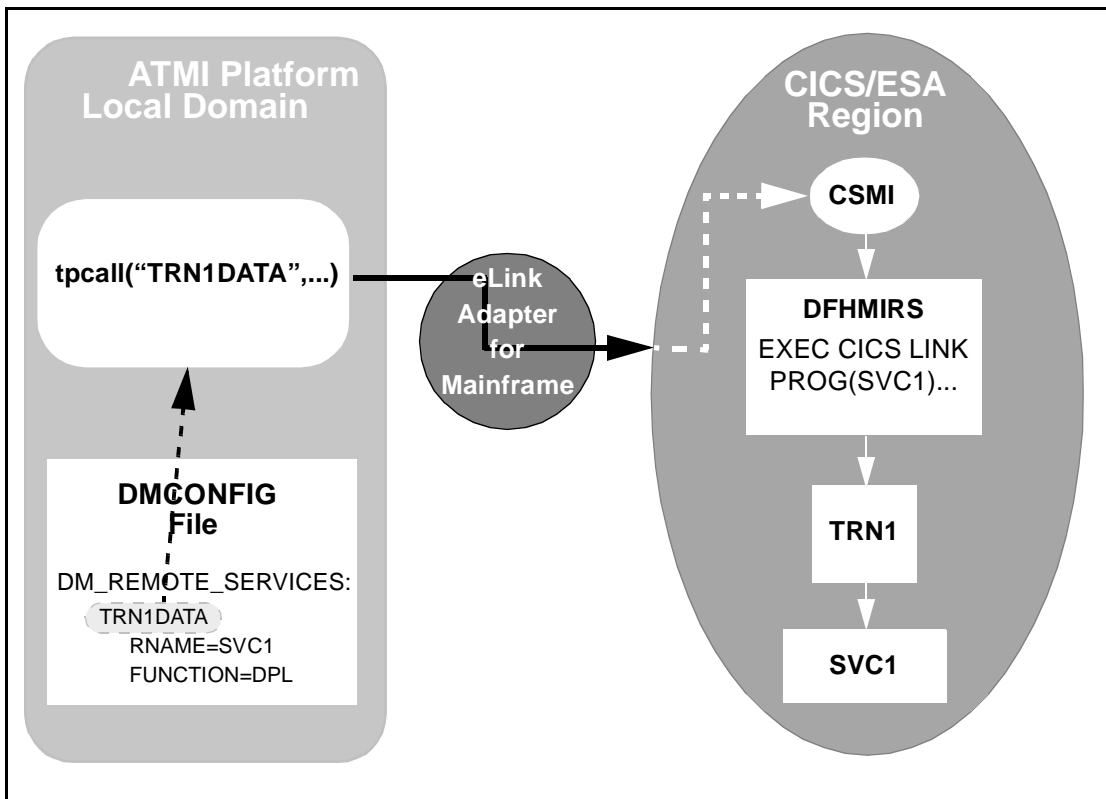 ATMI Platform
Local Domain
tpcall(“TRN1DATA”,...)
DMCONFIG
File
DM_REMOTE_SERVICES:
TRN1DATA
RNAME=SVC1
FUNCTION=DPL
eLink
Adapter
for
Mainframe
CICS/ESA
Region
CSMI
DFHMIRS
EXEC CICS LINK
PROG(SVC1)...
TRN1
SVC1